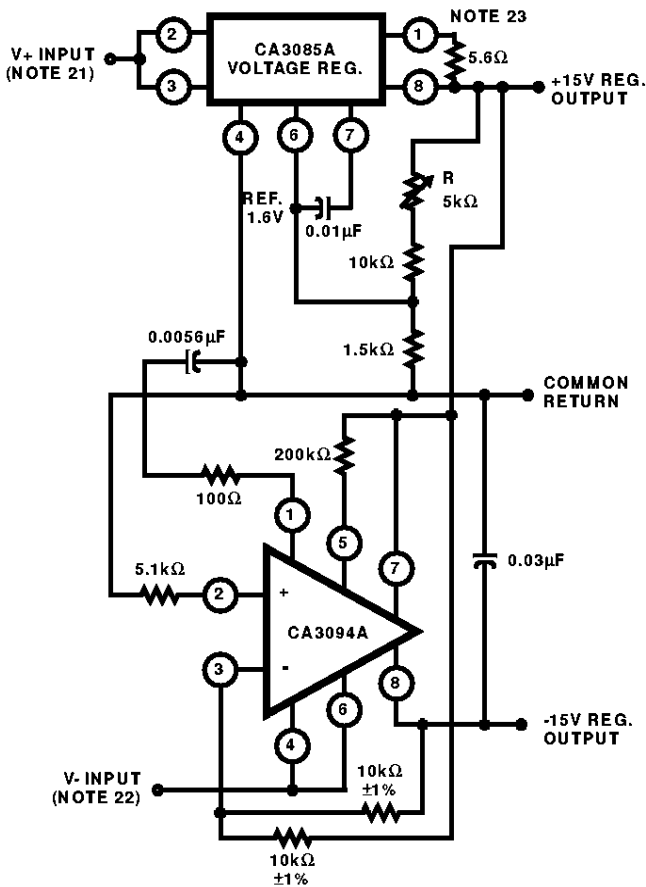 NOTE 23
V+ INPUT
(NOTE 21)
2
3
CA3085A
VOLTAGE REG.
1
8
5.6Ω
+15V REG.
OUTPUT
4
6
7
REF.
1.6V
0.01µF
R
5kΩ
10kΩ
1.5kΩ
0.0056µF
COMMON
RETURN
200kΩ
100Ω
1
5
7
0.03µF
5.1kΩ
2
+
CA3094A
3
-
8
6
4
-15V REG.
OUTPUT
V- INPUT
(NOTE 22)
10kΩ
±1%
10kΩ
±1%